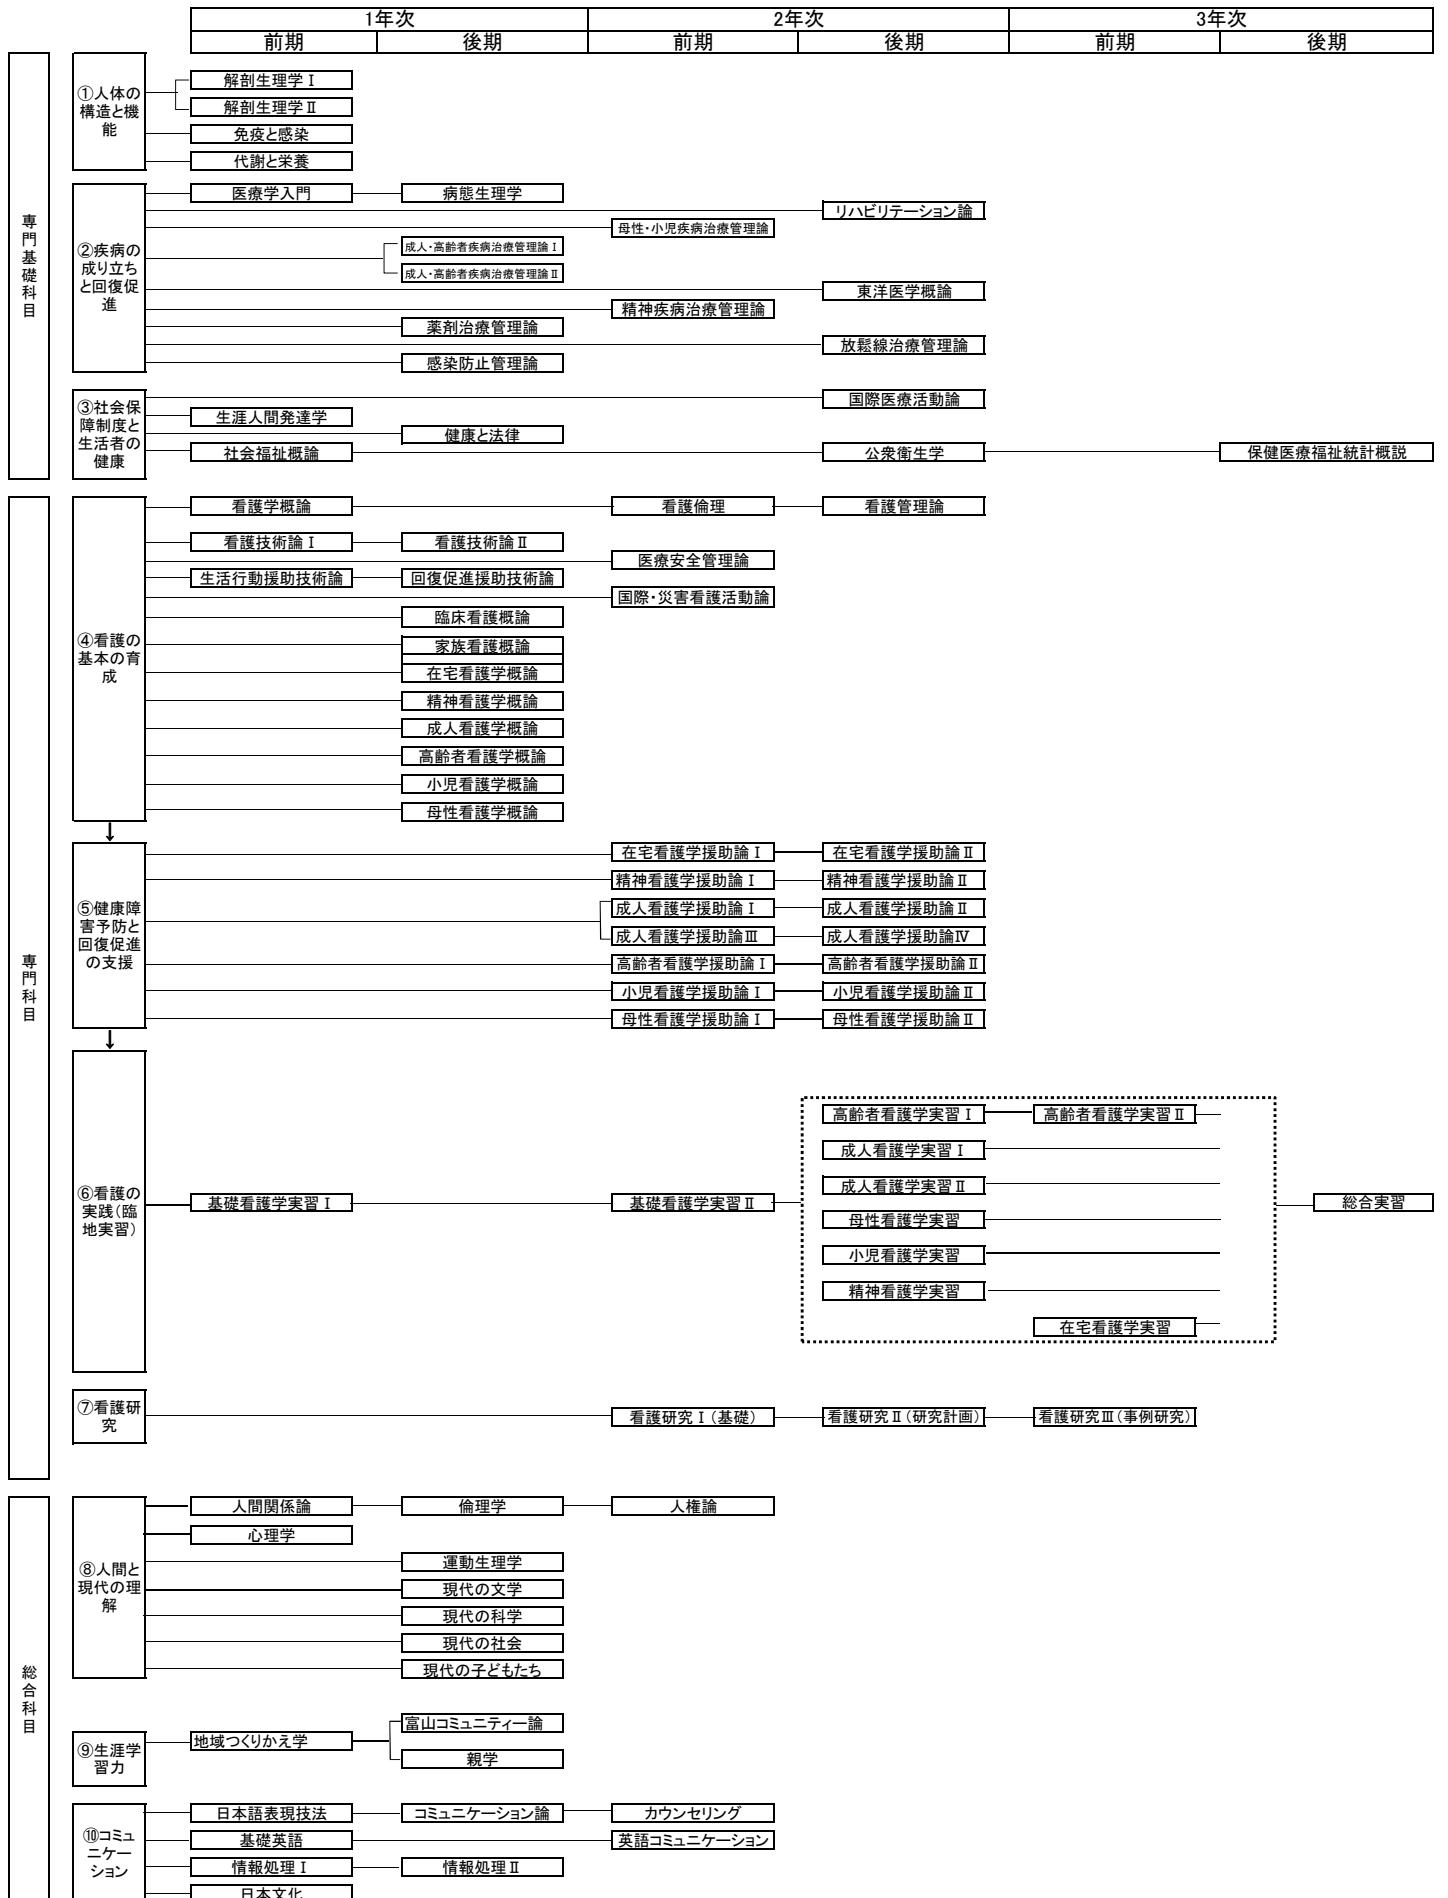 1年次 2年次 3年次
前期 後期 前期 後期 前期 後期
専門基礎科目
①人体の
構造と機
能
解剖生理学Ⅰ
解剖生理学Ⅱ
免疫と感染
代謝と栄養
②疾病の
成り立ち
と回復促
進
医療学入門 病態生理学
リハビリテーション論
母性・小児疾病治療管理論
成人・高齢者疾病治療管理論Ⅰ
成人・高齢者疾病治療管理論Ⅱ
東洋医学概論
精神疾病治療管理論
薬剤治療管理論
放鬆線治療管理論
感染防止管理論
③社会保
障制度と
生活者の
健康
国際医療活動論
生涯人間発達学
健康と法律
社会福祉概論 公衆衛生学 保健医療福祉統計概説
専門科目
④看護の
基本の育
成
看護学概論 看護倫理 看護管理論
看護技術論Ⅰ 看護技術論Ⅱ
医療安全管理論
生活行動援助技術論 回復促進援助技術論
国際・災害看護活動論
臨床看護概論
家族看護概論
在宅看護学概論
精神看護学概論
成人看護学概論
高齢者看護学概論
小児看護学概論
母性看護学概論
⑤健康障
害予防と
回復促進
の支援
在宅看護学援助論Ⅰ 在宅看護学援助論Ⅱ
精神看護学援助論Ⅰ 精神看護学援助論Ⅱ
成人看護学援助論Ⅰ 成人看護学援助論Ⅱ
成人看護学援助論Ⅲ 成人看護学援助論Ⅳ
高齢者看護学援助論Ⅰ 高齢者看護学援助論Ⅱ
小児看護学援助論Ⅰ 小児看護学援助論Ⅱ
母性看護学援助論Ⅰ 母性看護学援助論Ⅱ
⑥看護の
実践（臨
地実習）
高齢者看護学実習Ⅰ 高齢者看護学実習Ⅱ
成人看護学実習Ⅰ
成人看護学実習Ⅱ
基礎看護学実習Ⅰ 基礎看護学実習Ⅱ 総合実習
母性看護学実習
小児看護学実習
精神看護学実習
在宅看護学実習
⑦看護研
究
看護研究Ⅰ（基礎） 看護研究Ⅱ（研究計画） 看護研究Ⅲ（事例研究）
総合科目
⑧人間と
現代の理
解
人間関係論 倫理学 人権論
心理学
運動生理学
現代の文学
現代の科学
現代の社会
現代の子どもたち
⑨生涯学
習力
富山コミュニティー論
地域つくりかえ学
親学
⑩コミュ
ニケー
ション
日本語表現技法 コミュニケーション論 カウンセリング
基礎英語 英語コミュニケーション
情報処理Ⅰ 情報処理Ⅱ
日本文化